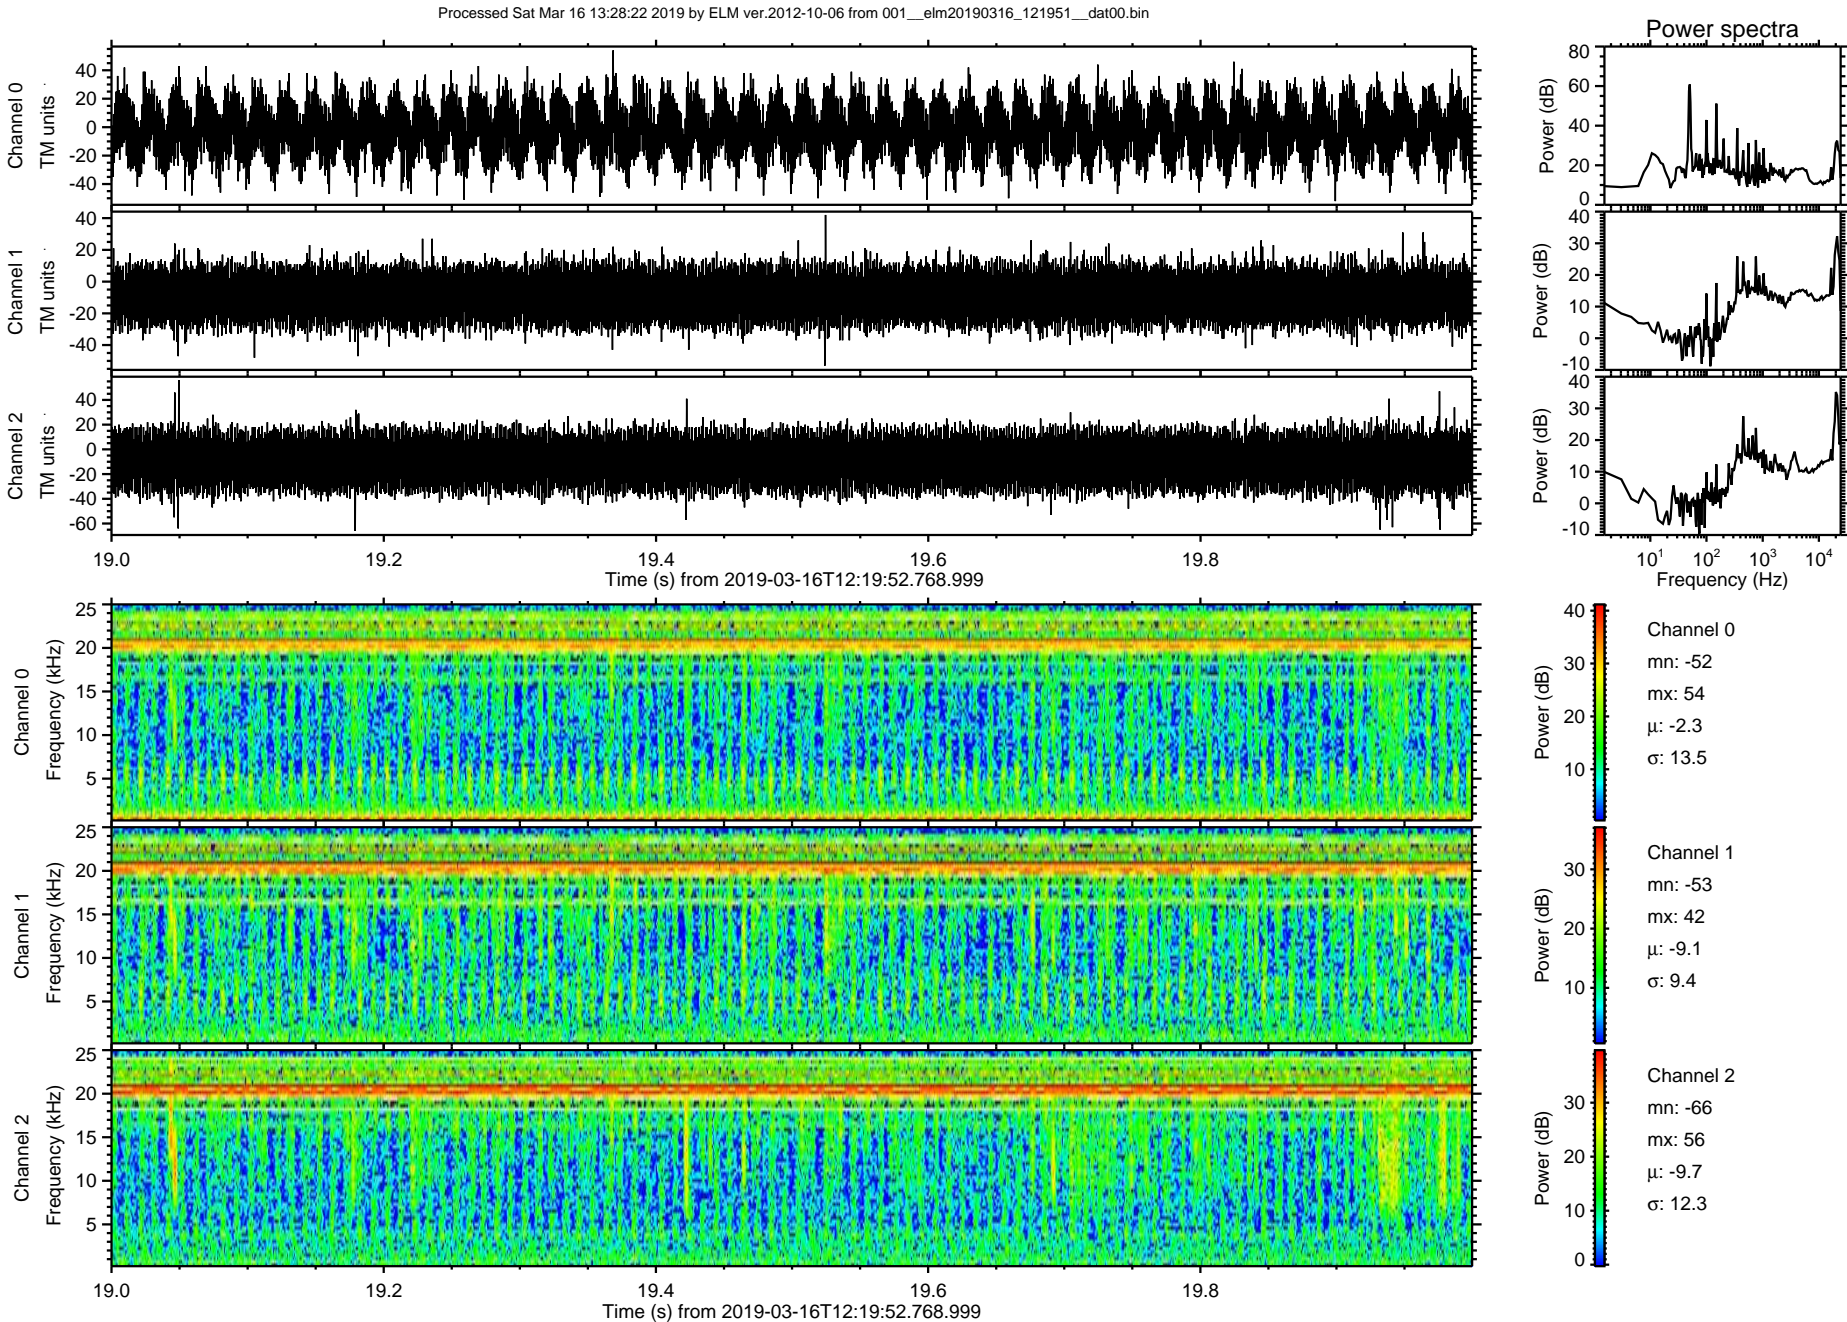 Processed Sat Mar 16 13:28:22 2019 by ELM ver.2012-10-06 from 001__elm20190316_121951__dat00.bin
Power spectra
Channel 0
TM units
40
20
0
-20
-40
Power (dB)
80
60
40
20
0
Channel 1
TM units
40
20
0
-20
-40
Power (dB)
40
30
20
10
0
-10
Channel 2
TM units
40
20
0
-20
-40
-60
Power (dB)
40
30
20
10
0
-10
19.0 19.2 19.4 19.6 19.8
Time (s) from 2019-03-16T12:19:52.768.999
10¹ 10² 10³ 10⁴
Frequency (Hz)
Channel 0
Frequency (kHz)
25
20
15
10
5
Power (dB)
40
30
20
10
Channel 0
mn: -52
mx: 54
μ: -2.3
σ: 13.5
Channel 1
Frequency (kHz)
25
20
15
10
5
Power (dB)
30
20
10
Channel 1
mn: -53
mx: 42
μ: -9.1
σ: 9.4
Channel 2
Frequency (kHz)
25
20
15
10
5
Power (dB)
30
20
10
0
Channel 2
mn: -66
mx: 56
μ: -9.7
σ: 12.3
19.0 19.2 19.4 19.6 19.8
Time (s) from 2019-03-16T12:19:52.768.999